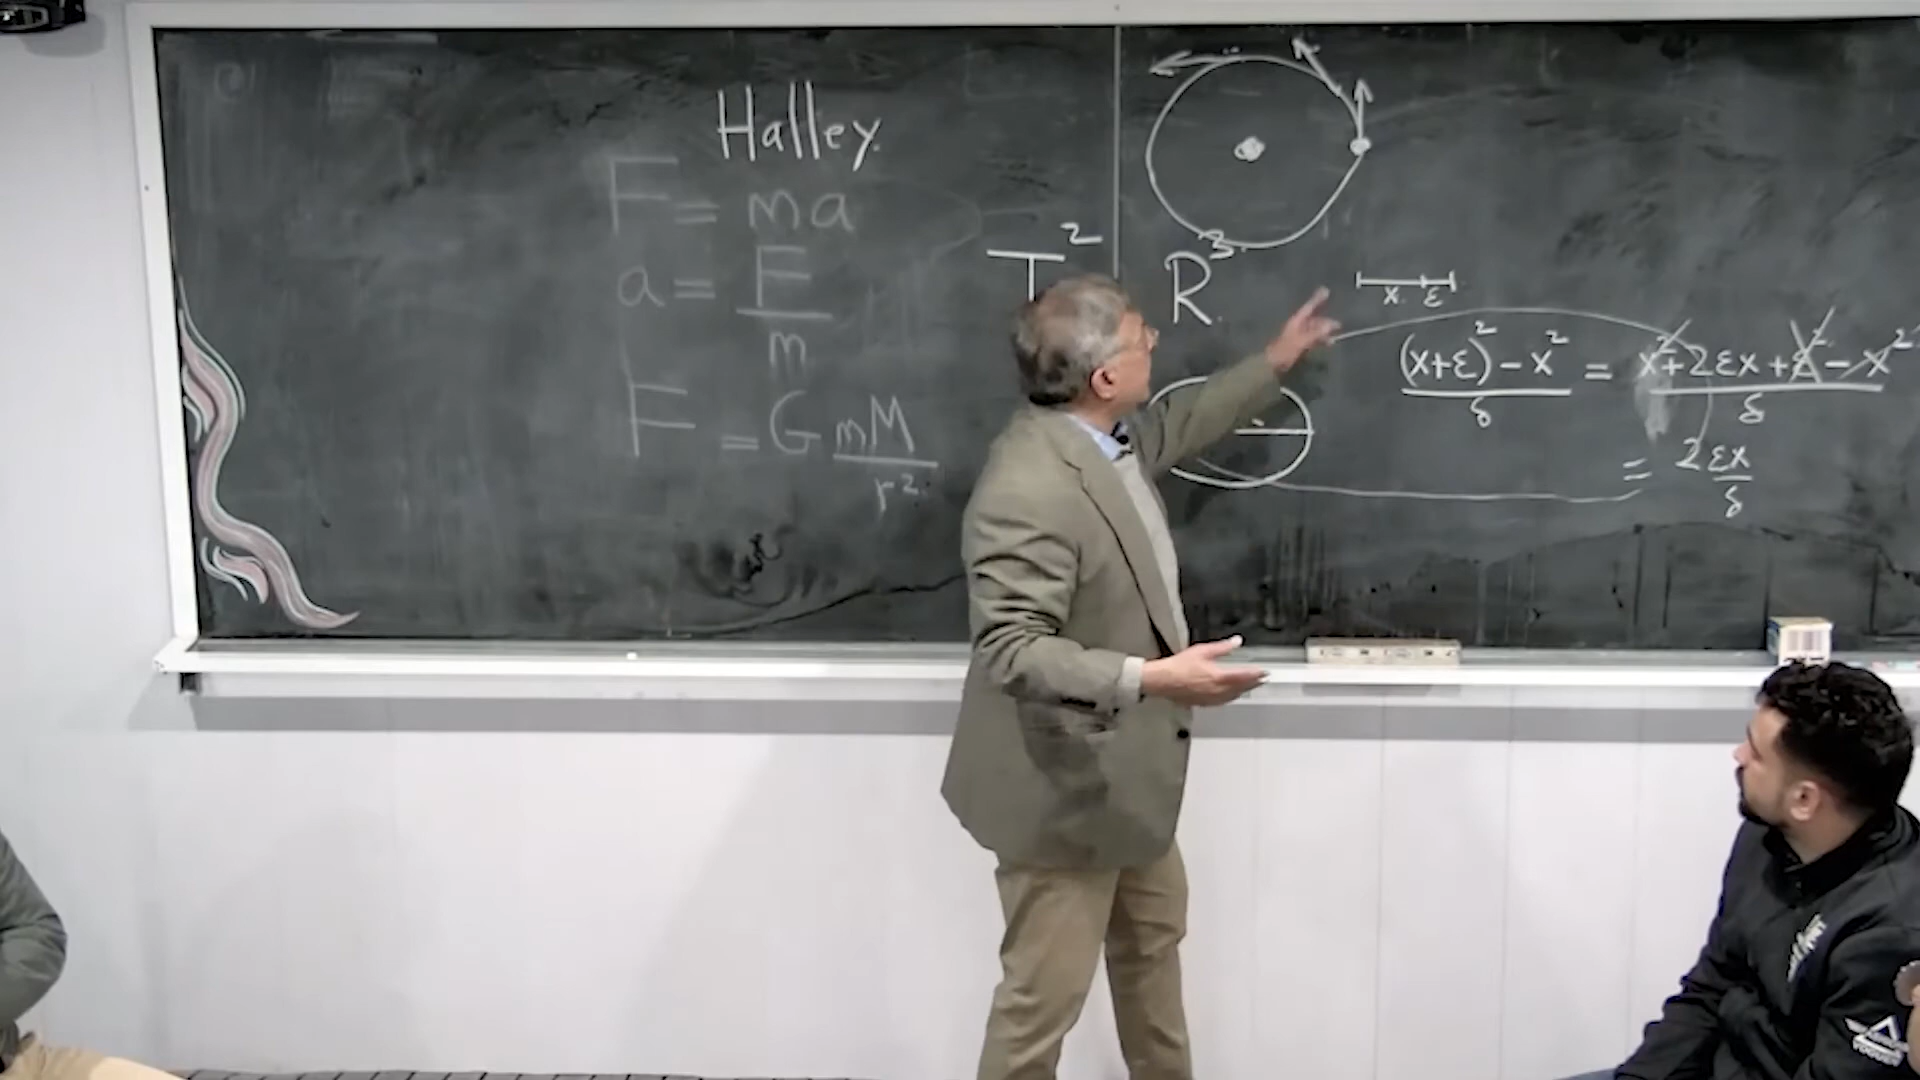 Halley.
F = ma
a = F/m
F = G mM/r²
T² R³
x ε
((x+ε)² - x²)/δ = (x² + 2εx + ε² - x²)/δ
= 2εx/δ